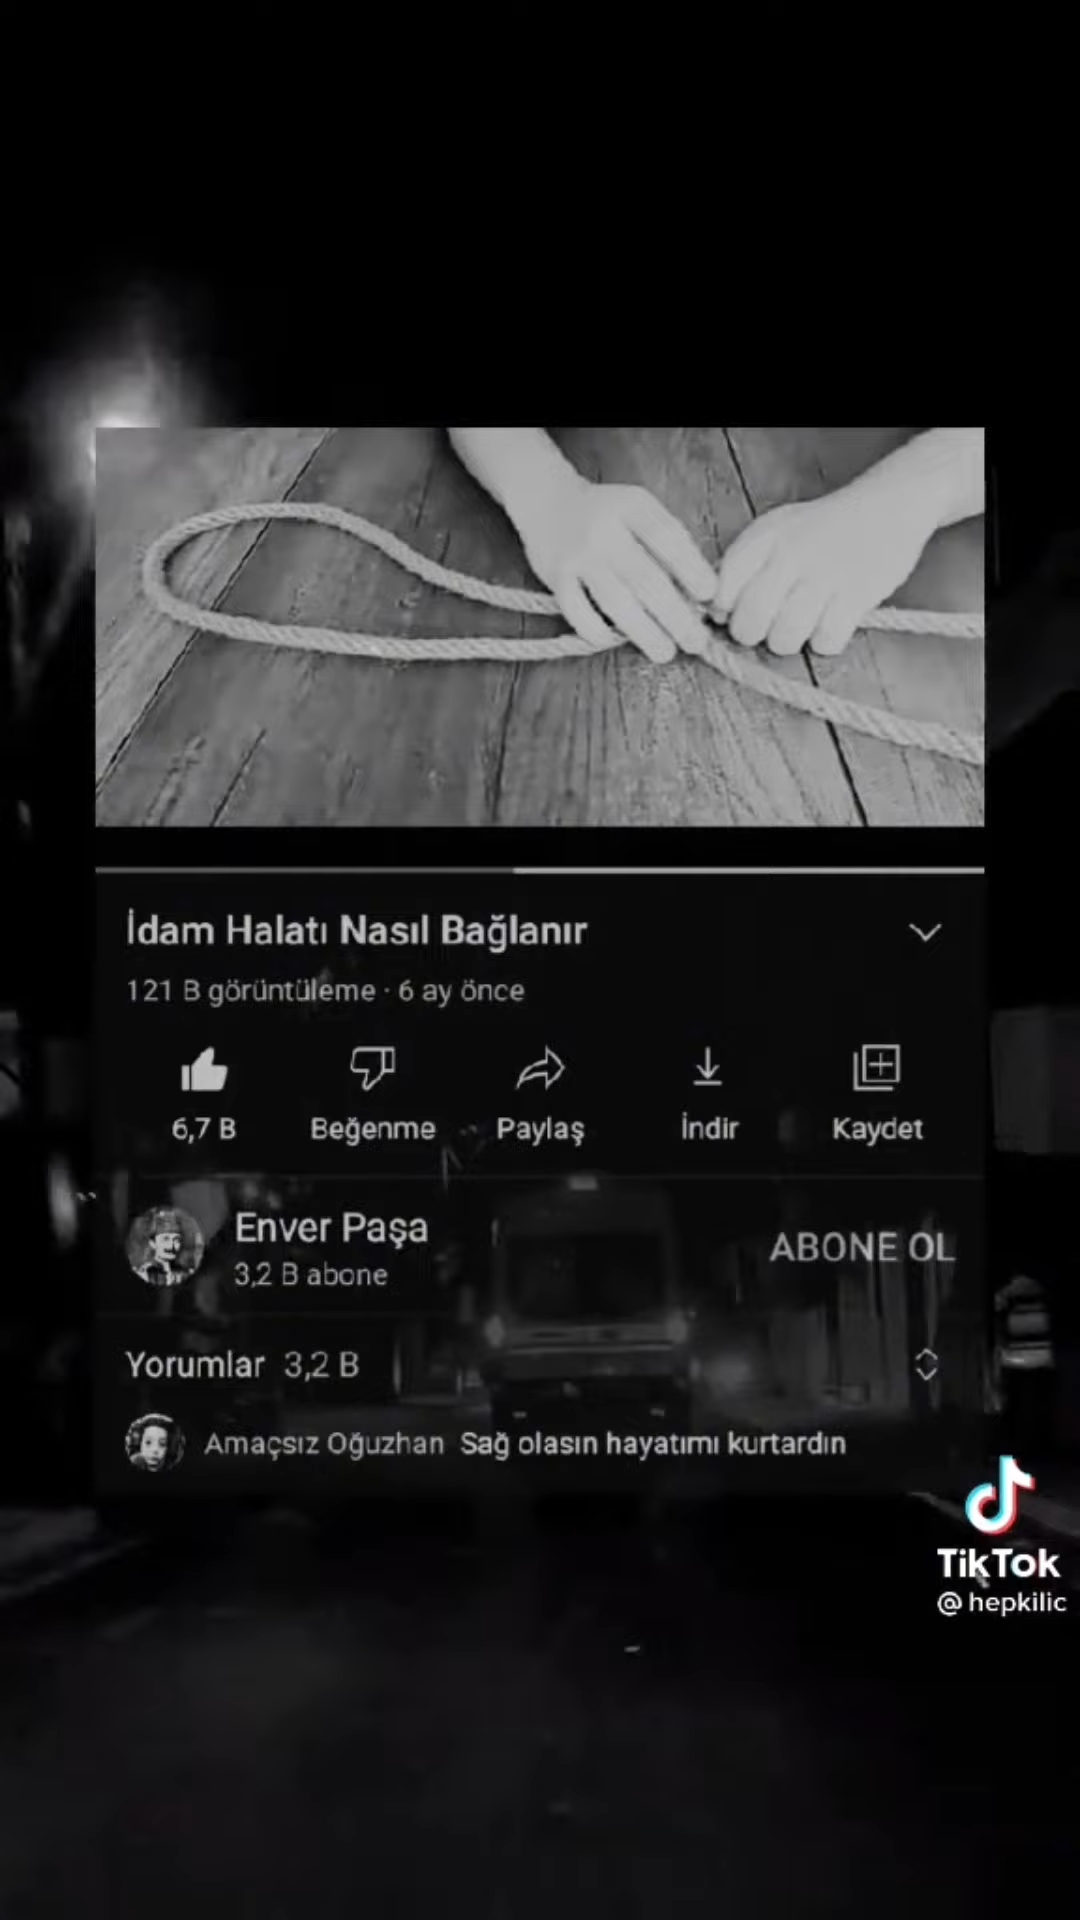 İdam Halatı Nasıl Bağlanır
121 B görüntüleme · 6 ay önce
6,7 B
Beğenme
Paylaş
İndir
Kaydet
Enver Paşa
3,2 B abone
ABONE OL
Yorumlar 3,2 B
Amaçsız Oğuzhan Sağ olasın hayatımı kurtardın
TikTok
@hepkilic